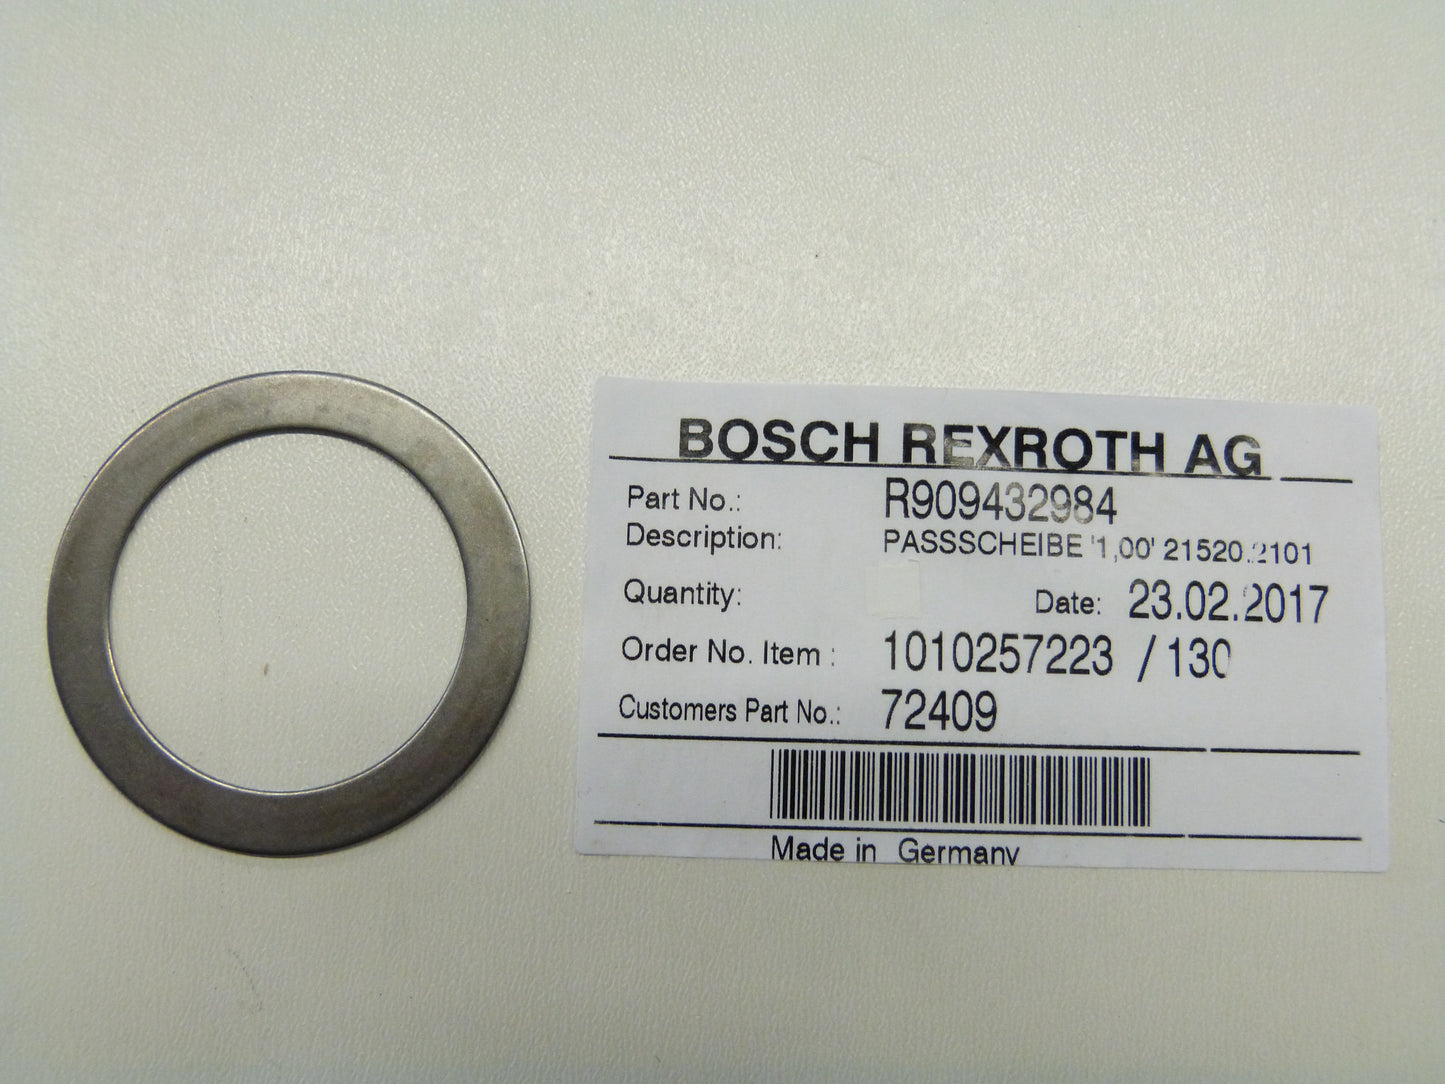 BOSCH REXROTH AG
Part No.: R909432984
Description: PASSSCHEIBE '1,00' 21520.2101
Quantity: Date: 23.02.2017
Order No. Item : 1010257223 / 130
Customers Part No.: 72409
Made in Germany